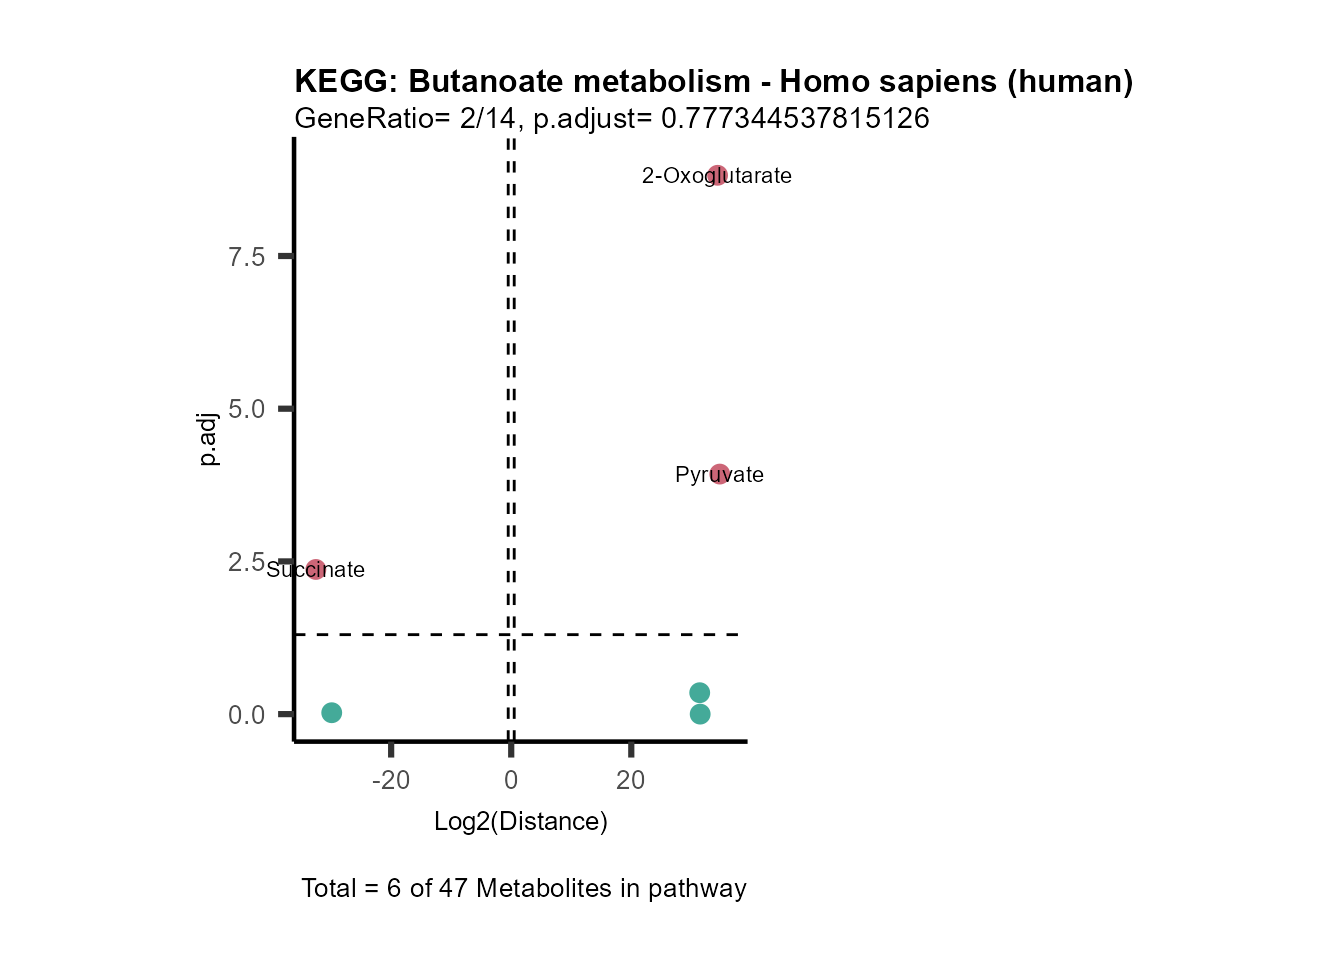 KEGG: Butanoate metabolism - Homo sapiens (human)
GeneRatio= 2/14, p.adjust= 0.777344537815126
2-Oxoglutarate
7.5
5.0
p.adj
Pyruvate
2.5
Succinate
0.0
-20 0 20
Log2(Distance)
Total = 6 of 47 Metabolites in pathway